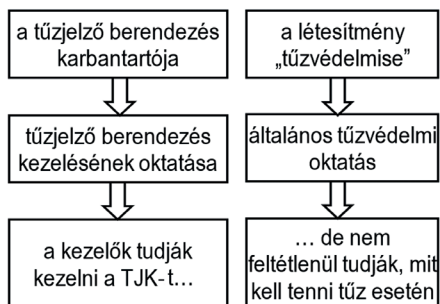 a tűzjelző berendezés
karbantartója
tűzjelző berendezés
kezelésének oktatása
a kezelők tudják
kezelni a TJK-t...
a létesítmény
„tűzvédelmise”
általános tűzvédelmi
oktatás
... de nem
feltétlenül tudják, mit
kell tenni tűz esetén